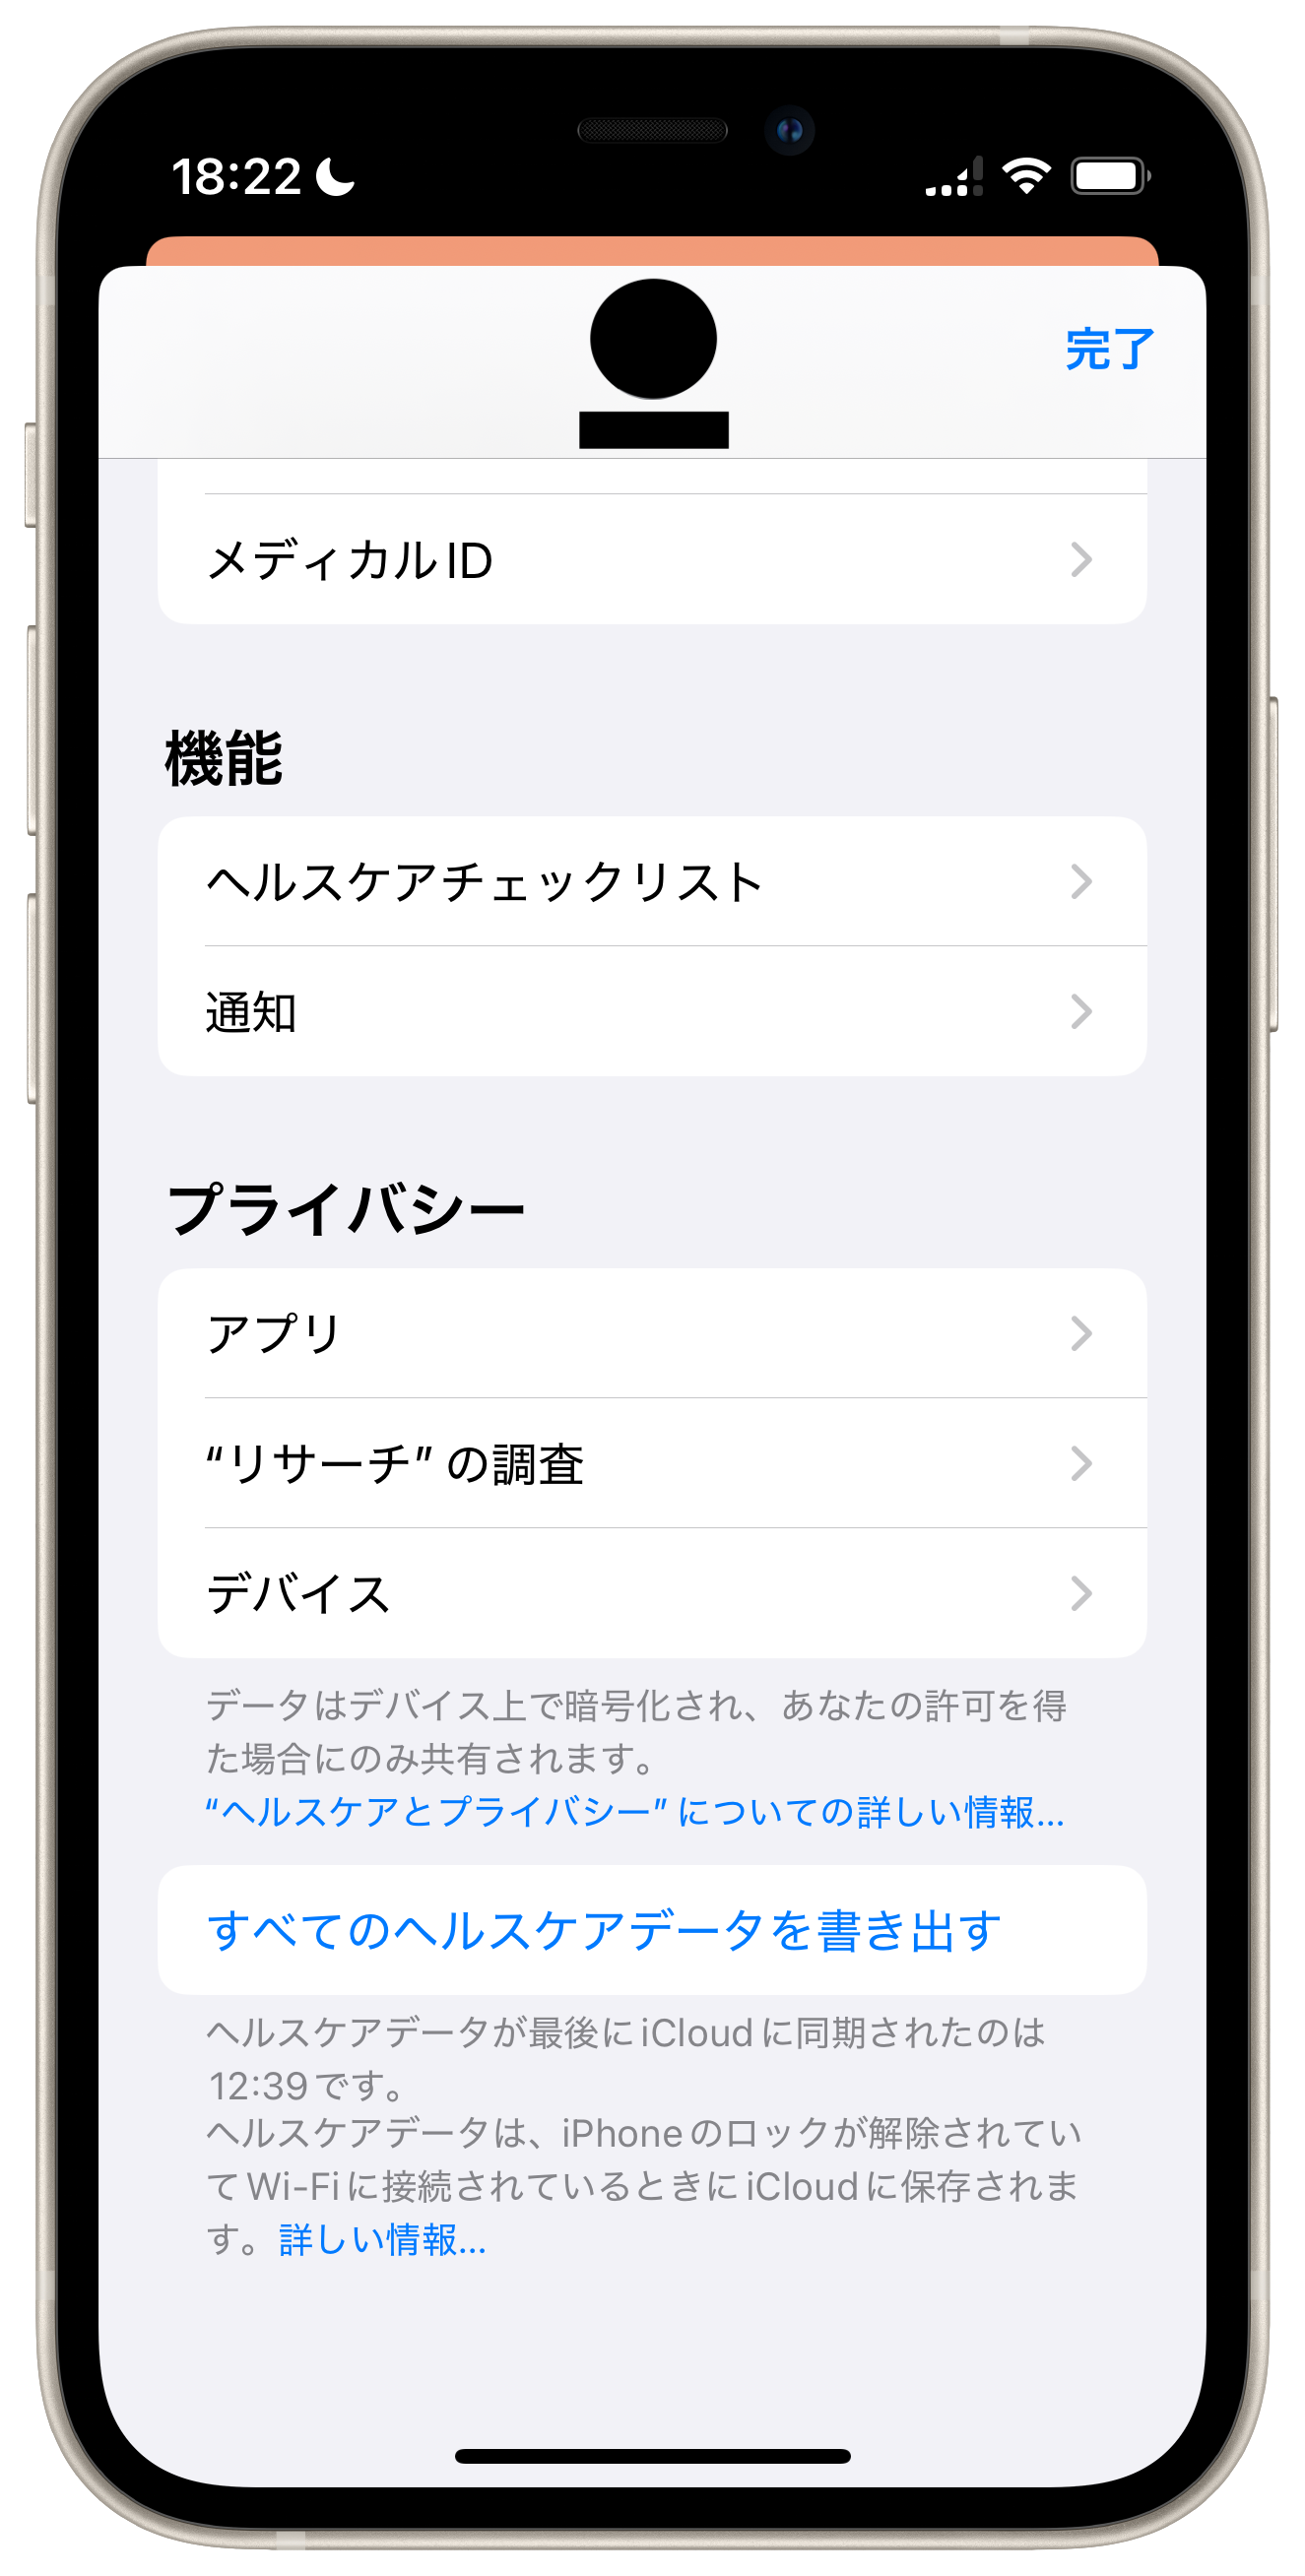 18:22
完了
メディカルID
機能
ヘルスケアチェックリスト
通知
プライバシー
アプリ
“リサーチ” の調査
デバイス
データはデバイス上で暗号化され、あなたの許可を得
た場合にのみ共有されます。
“ヘルスケアとプライバシー” についての詳しい情報...
すべてのヘルスケアデータを書き出す
ヘルスケアデータが最後にiCloudに同期されたのは
12:39です。
ヘルスケアデータは、iPhoneのロックが解除されてい
てWi-Fiに接続されているときにiCloudに保存されま
す。詳しい情報...